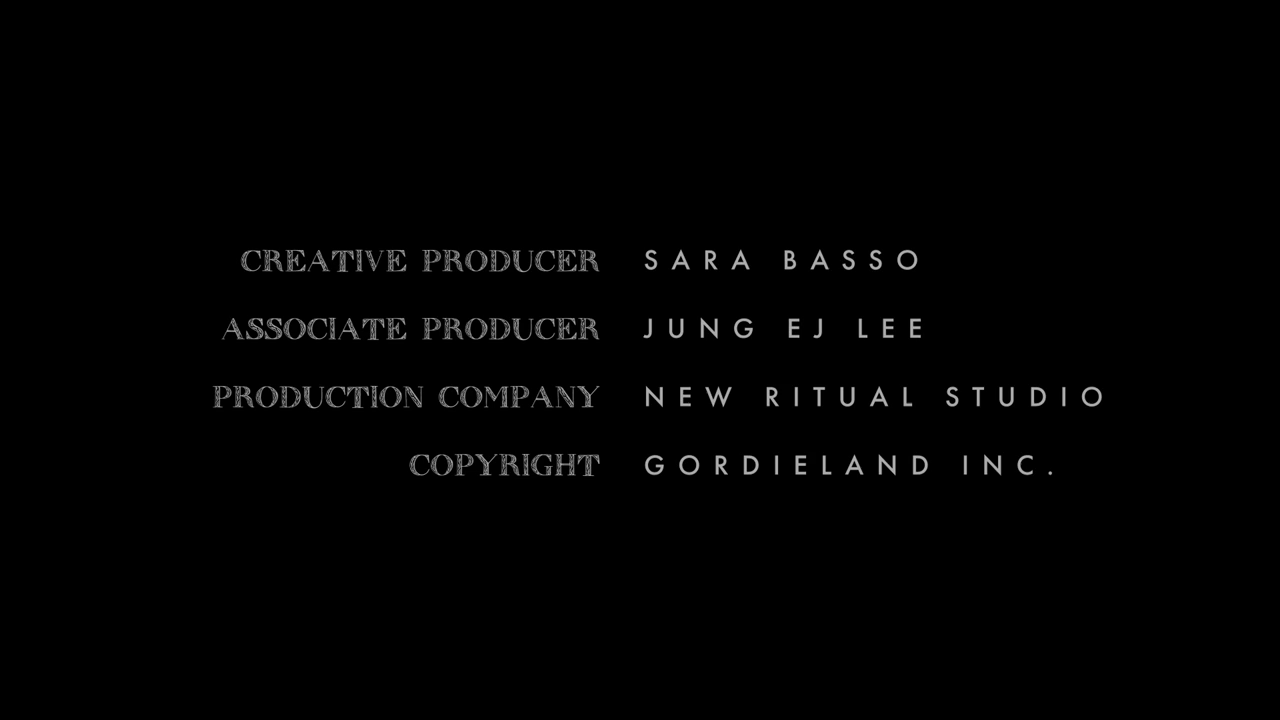 CREATIVE PRODUCER SARA BASSO
ASSOCIATE PRODUCER JUNG EJ LEE
PRODUCTION COMPANY NEW RITUAL STUDIO
COPYRIGHT GORDIELAND INC.